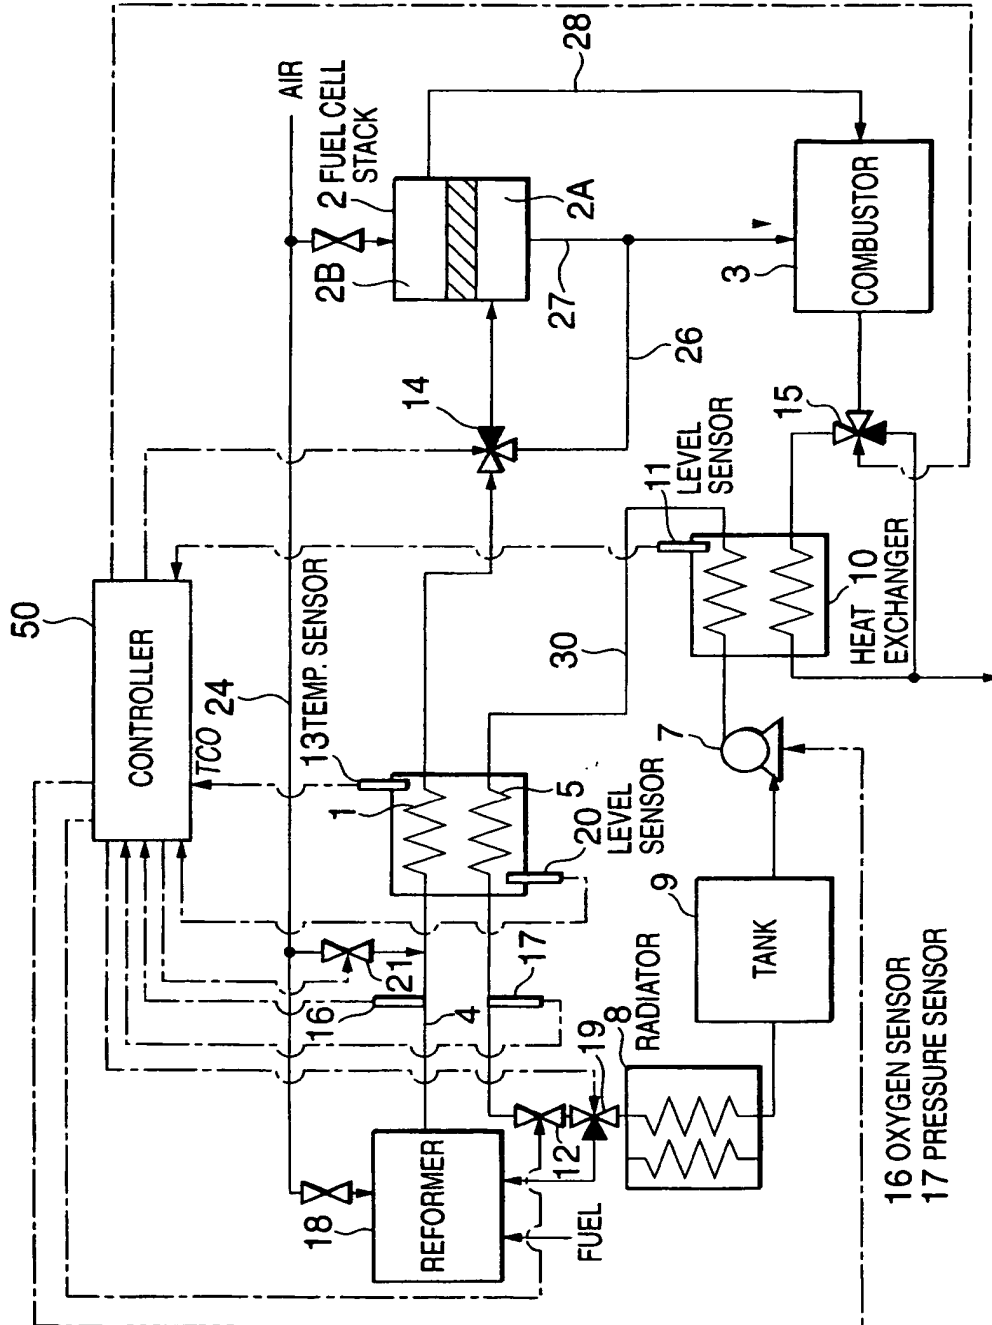 50
CONTROLLER
TCO
24
AIR
2 FUEL CELL
STACK
2B
2A
28
27
26
14
13 TEMP. SENSOR
1
5
20
LEVEL
SENSOR
30
11
LEVEL
SENSOR
15
3
COMBUSTOR
10
HEAT
EXCHANGER
7
9
TANK
8
RADIATOR
19
12
17
4
16
21
18
REFORMER
FUEL
16 OXYGEN SENSOR
17 PRESSURE SENSOR